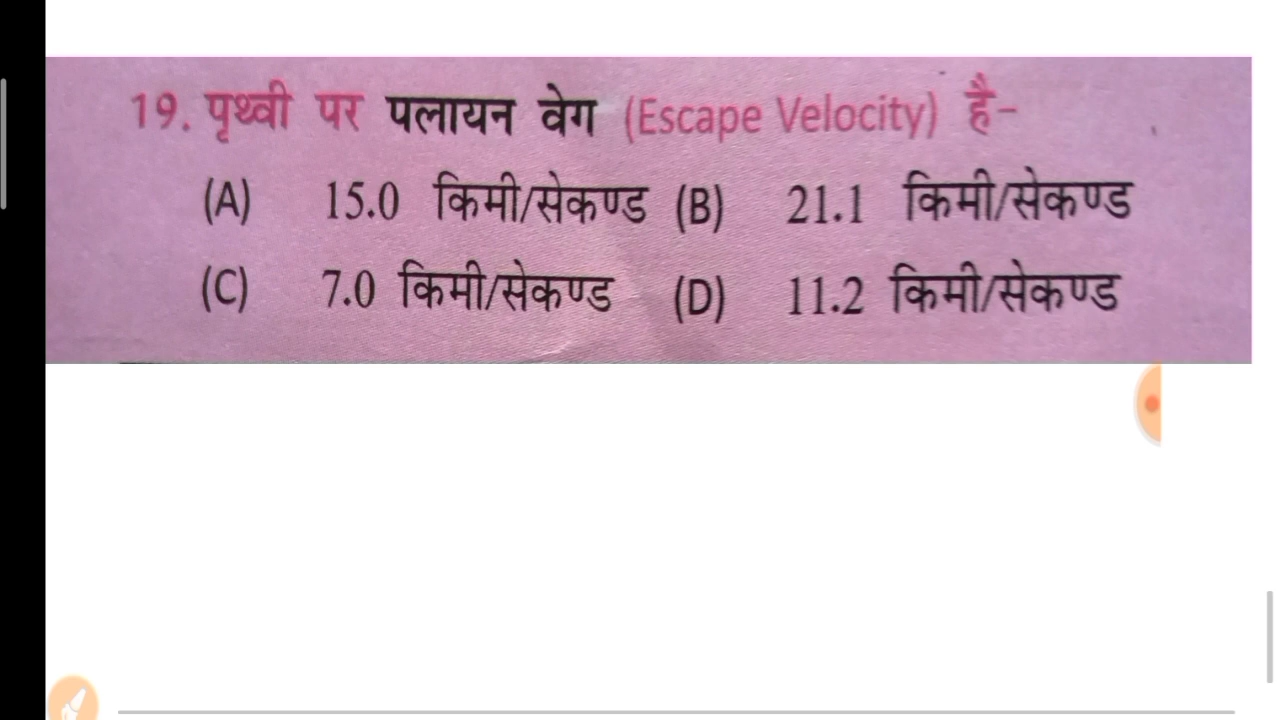 19. पृथ्वी पर पलायन वेग (Escape Velocity) है-
(A) 15.0 किमी/सेकण्ड (B) 21.1 किमी/सेकण्ड
(C) 7.0 किमी/सेकण्ड (D) 11.2 किमी/सेकण्ड